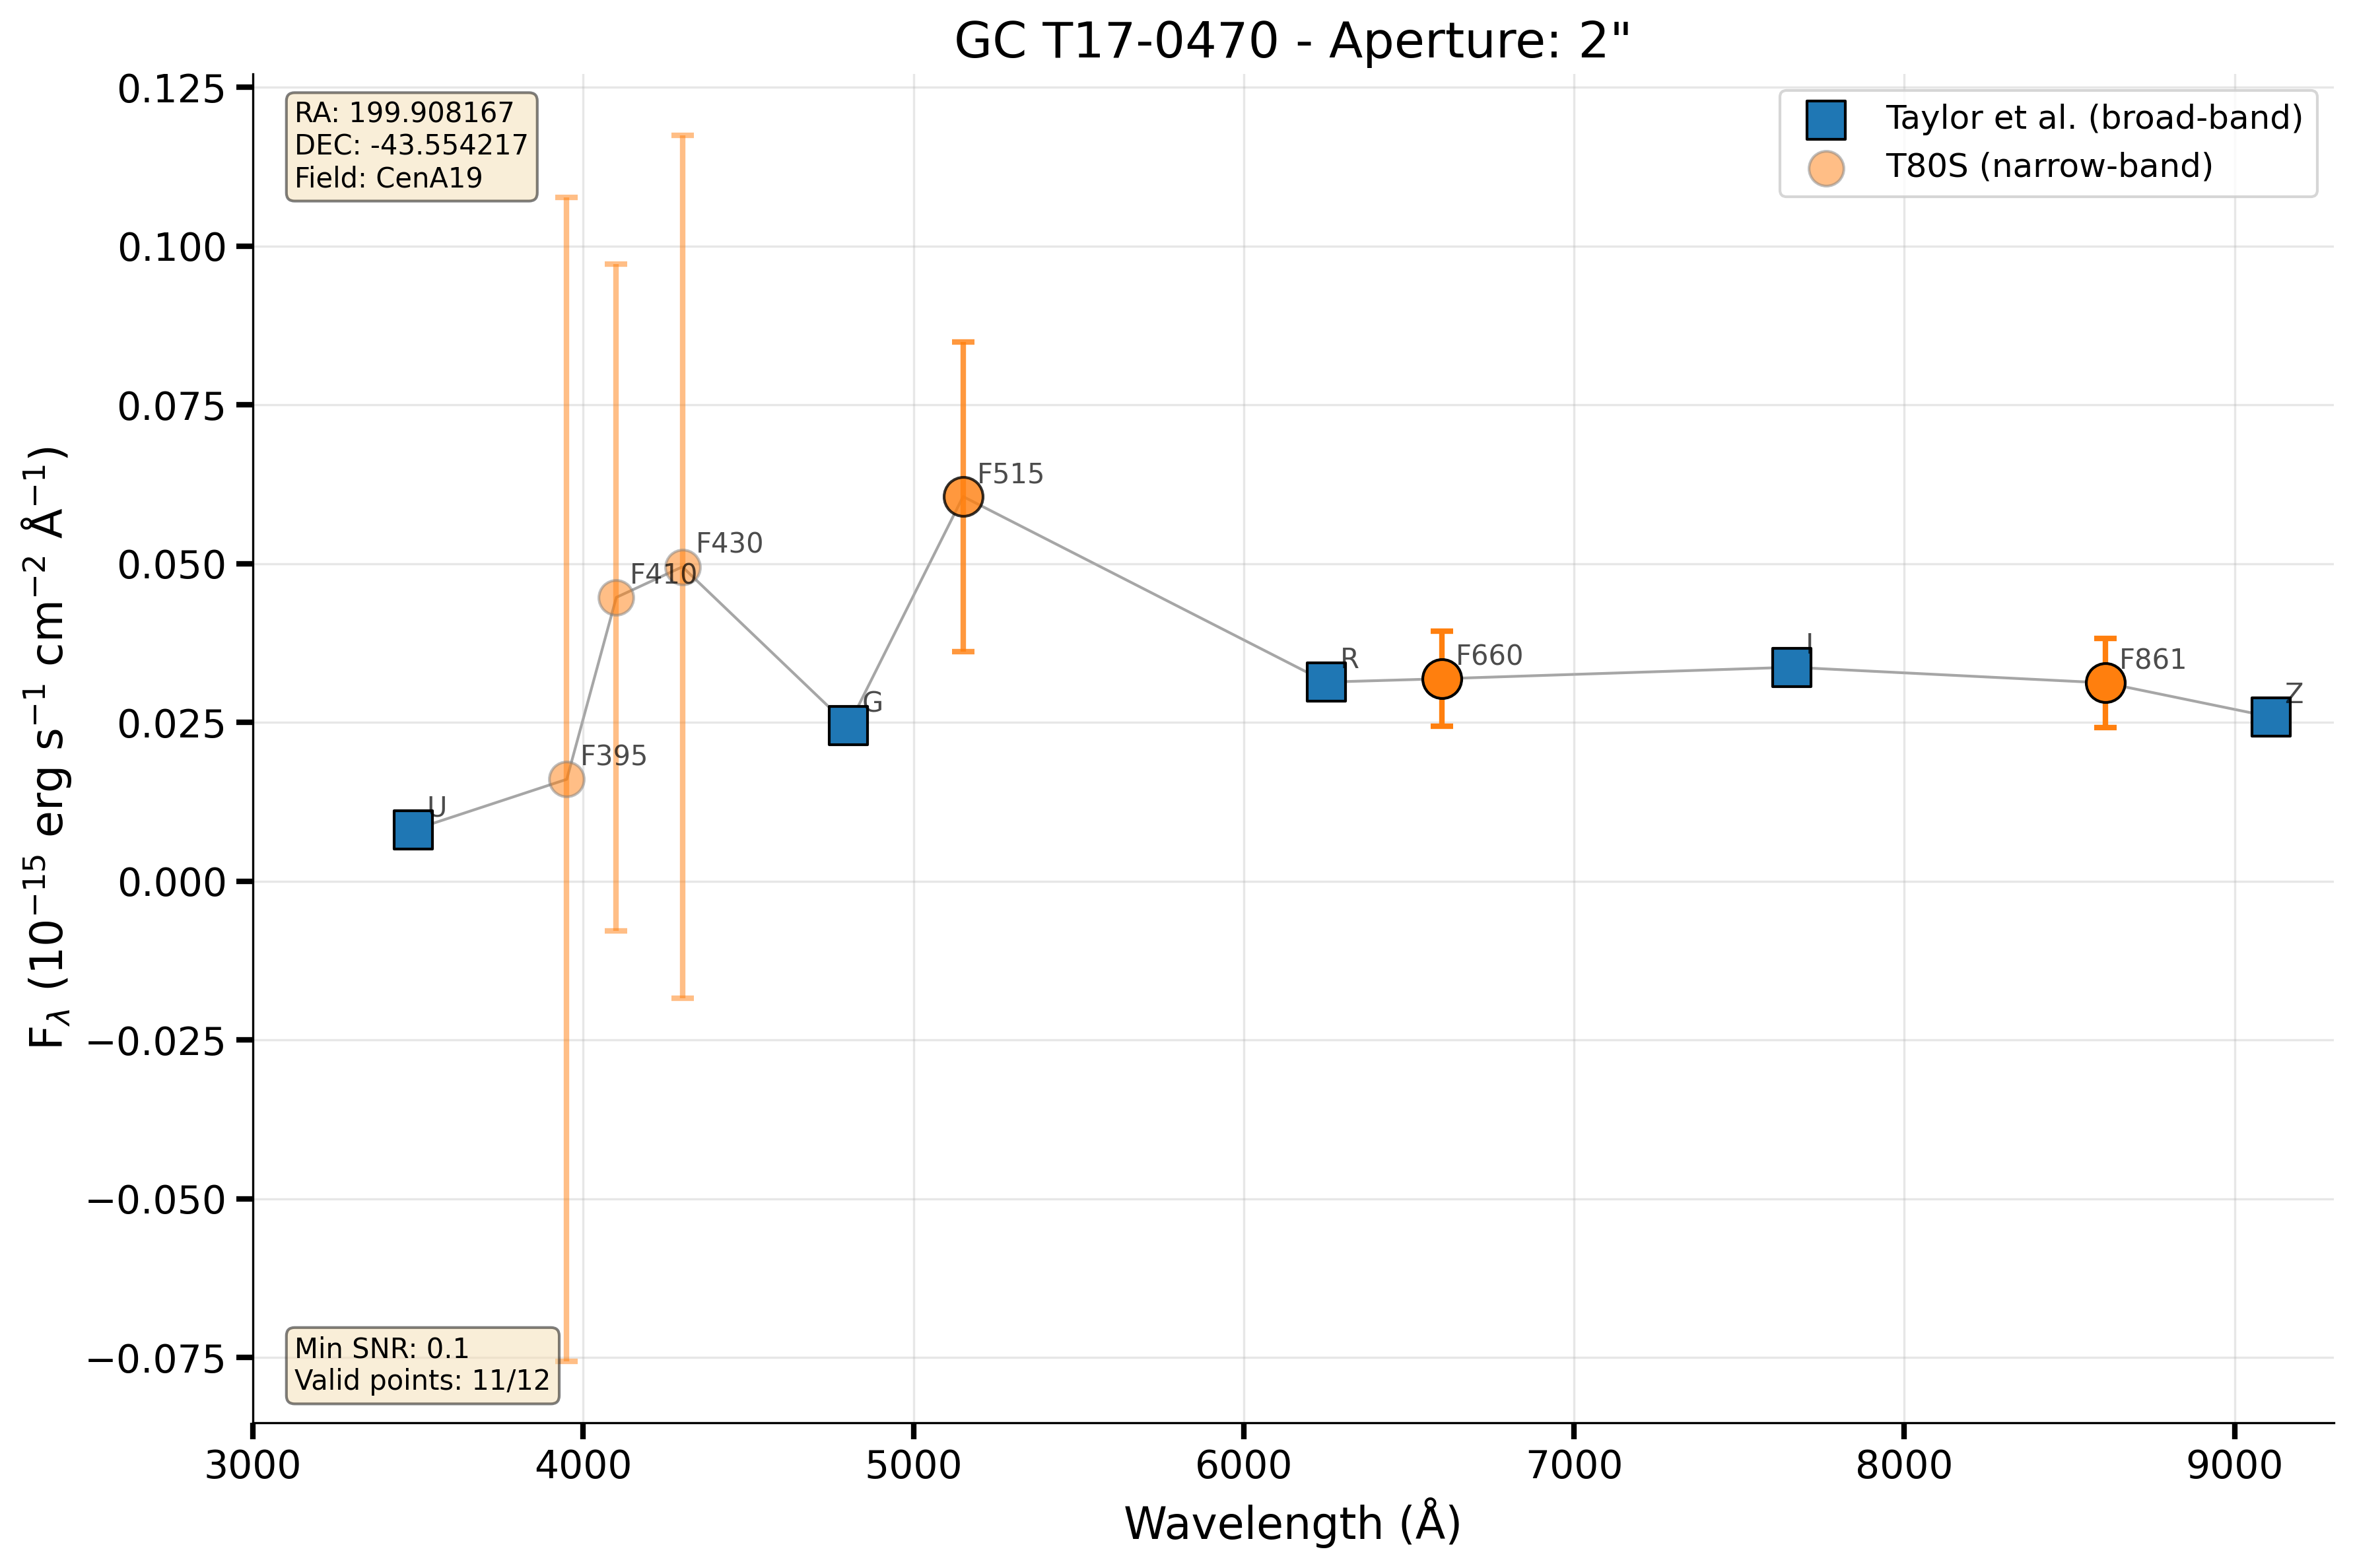 GC T17-0470 - Aperture: 2"
RA: 199.908167
DEC: -43.554217
Field: CenA19
Taylor et al. (broad-band)
T80S (narrow-band)
F_λ (10⁻¹⁵ erg s⁻¹ cm⁻² Å⁻¹)
0.125
0.100
0.075
0.050
0.025
0.000
−0.025
−0.050
−0.075
U
F395
F410
F430
G
F515
R
F660
I
F861
Z
Min SNR: 0.1
Valid points: 11/12
3000 4000 5000 6000 7000 8000 9000
Wavelength (Å)